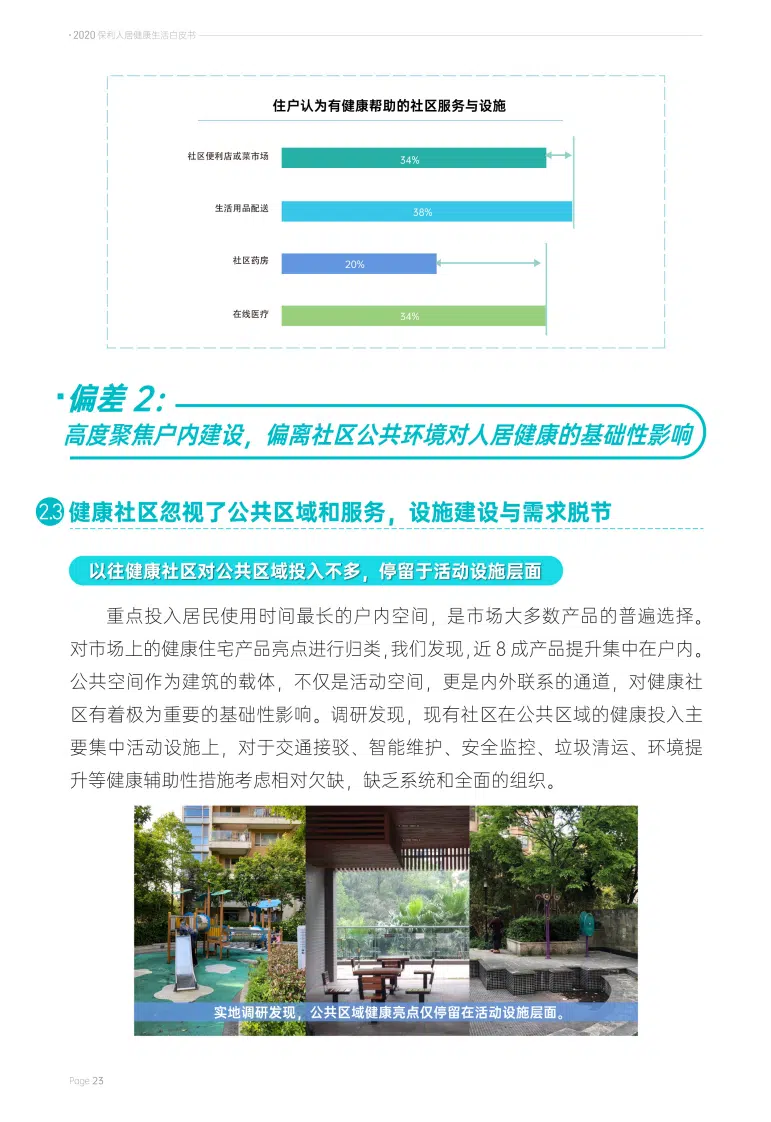 · 2020 保利人居健康生活白皮书
住户认为有健康帮助的社区服务与设施
社区便利店或菜市场
34%
生活用品配送
38%
社区药房
20%
在线医疗
34%
·偏差 2：
高度聚焦户内建设，偏离社区公共环境对人居健康的基础性影响
2.3 健康社区忽视了公共区域和服务，设施建设与需求脱节
以往健康社区对公共区域投入不多，停留于活动设施层面
重点投入居民使用时间最长的户内空间，是市场大多数产品的普遍选择。
对市场上的健康住宅产品亮点进行归类，我们发现，近 8 成产品提升集中在户内。
公共空间作为建筑的载体，不仅是活动空间，更是内外联系的通道，对健康社
区有着极为重要的基础性影响。调研发现，现有社区在公共区域的健康投入主
要集中活动设施上，对于交通接驳、智能维护、安全监控、垃圾清运、环境提
升等健康辅助性措施考虑相对欠缺，缺乏系统和全面的组织。
实地调研发现，公共区域健康亮点仅停留在活动设施层面。
Page 23